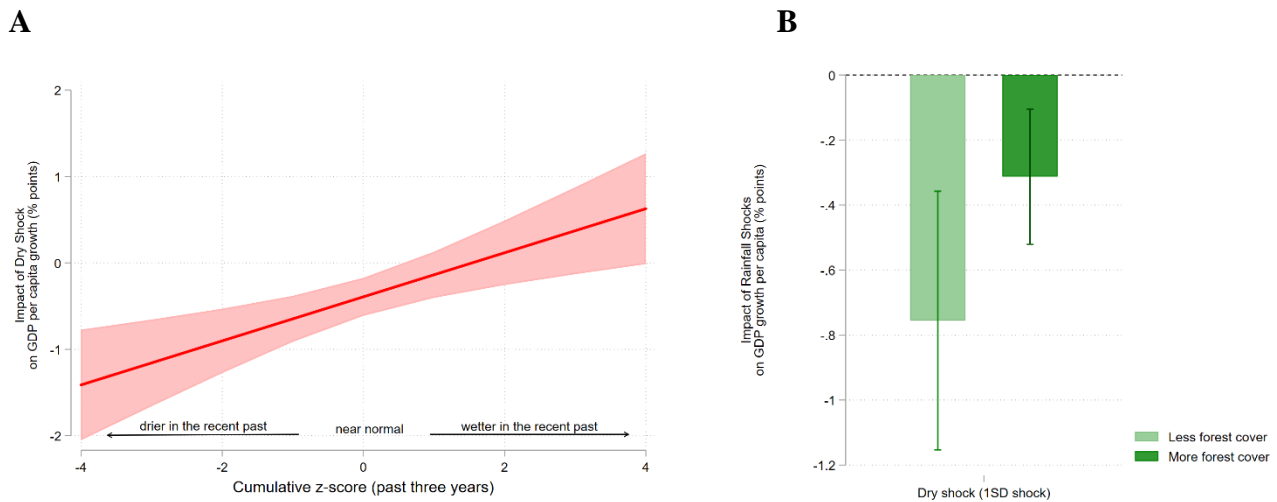 A
B
Impact of Dry Shock
on GDP per capita growth (% points)
2
1
0
-1
-2
drier in the recent past
near normal
wetter in the recent past
-4
-2
0
2
4
Cumulative z-score (past three years)
Impact of Rainfall Shocks
on GDP growth per capita (% points)
0
-.2
-.4
-.6
-.8
-1
-1.2
Dry shock (1SD shock)
Less forest cover
More forest cover